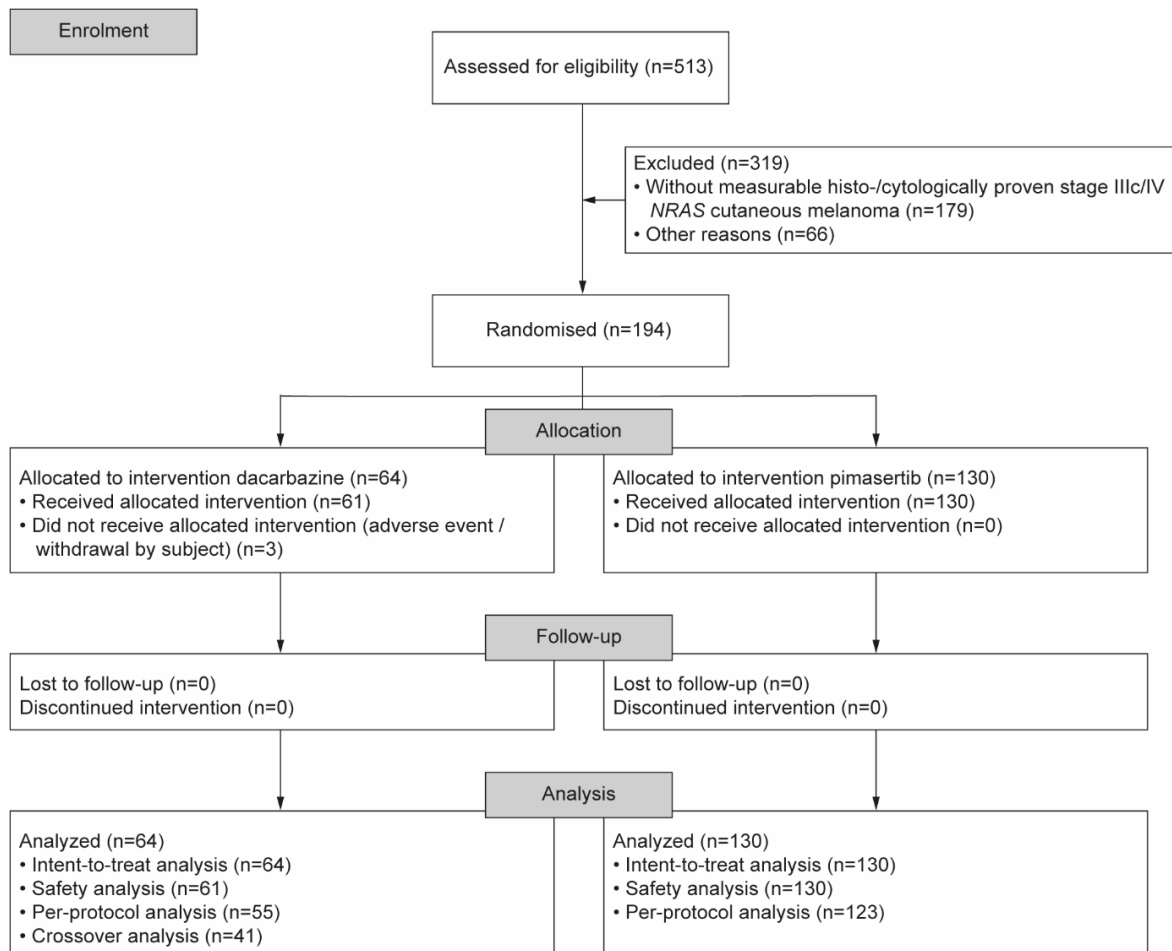 Enrolment
Assessed for eligibility (n=513)
Excluded (n=319)
• Without measurable histo-/cytologically proven stage IIIc/IV
NRAS cutaneous melanoma (n=179)
• Other reasons (n=66)
Randomised (n=194)
Allocation
Allocated to intervention dacarbazine (n=64)
• Received allocated intervention (n=61)
• Did not receive allocated intervention (adverse event /
withdrawal by subject) (n=3)
Allocated to intervention pimasertib (n=130)
• Received allocated intervention (n=130)
• Did not receive allocated intervention (n=0)
Follow-up
Lost to follow-up (n=0)
Discontinued intervention (n=0)
Lost to follow-up (n=0)
Discontinued intervention (n=0)
Analysis
Analyzed (n=64)
• Intent-to-treat analysis (n=64)
• Safety analysis (n=61)
• Per-protocol analysis (n=55)
• Crossover analysis (n=41)
Analyzed (n=130)
• Intent-to-treat analysis (n=130)
• Safety analysis (n=130)
• Per-protocol analysis (n=123)